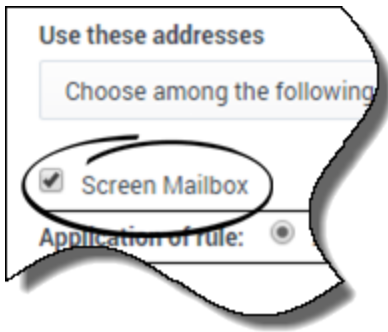 Use these addresses
Choose among the following
Screen Mailbox
Application of rule: